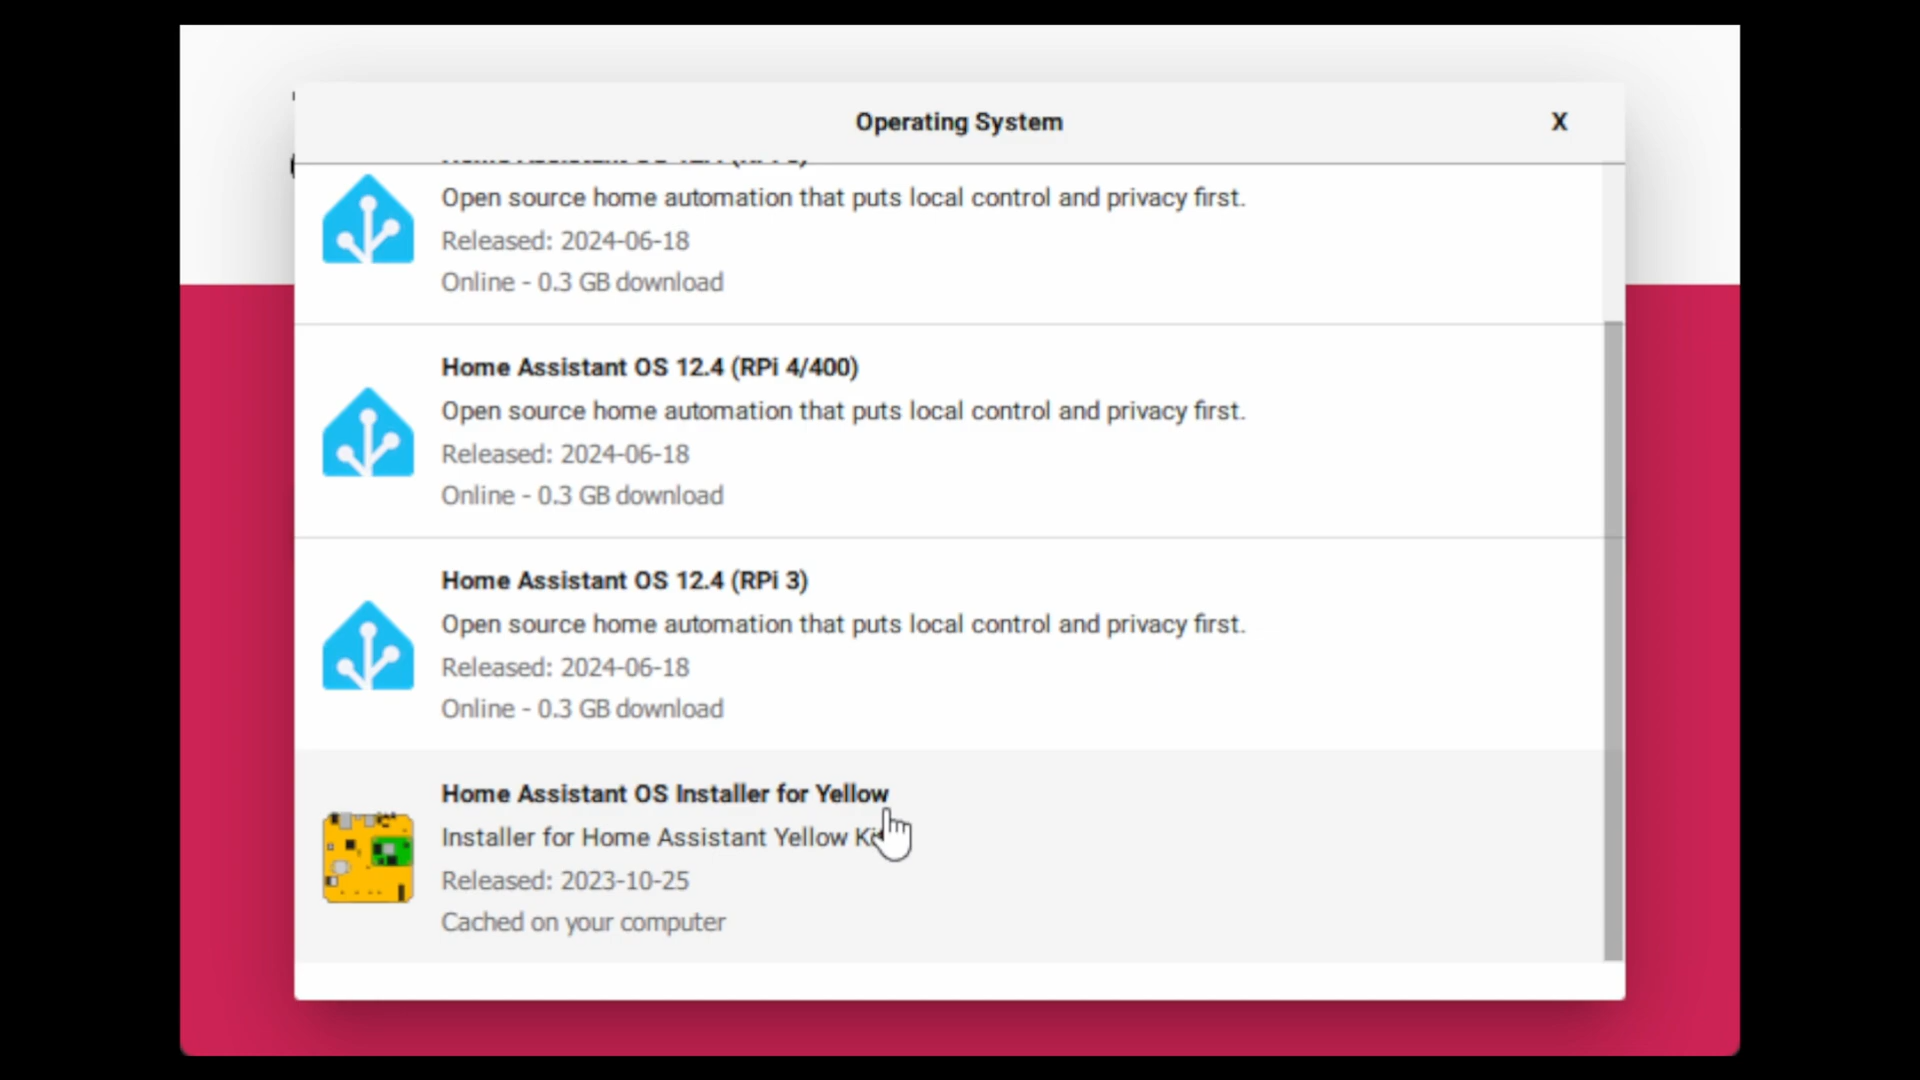 Operating System
X
Open source home automation that puts local control and privacy first.
Released: 2024-06-18
Online - 0.3 GB download
Home Assistant OS 12.4 (RPi 4/400)
Open source home automation that puts local control and privacy first.
Released: 2024-06-18
Online - 0.3 GB download
Home Assistant OS 12.4 (RPi 3)
Open source home automation that puts local control and privacy first.
Released: 2024-06-18
Online - 0.3 GB download
Home Assistant OS Installer for Yellow
Installer for Home Assistant Yellow
Released: 2023-10-25
Cached on your computer